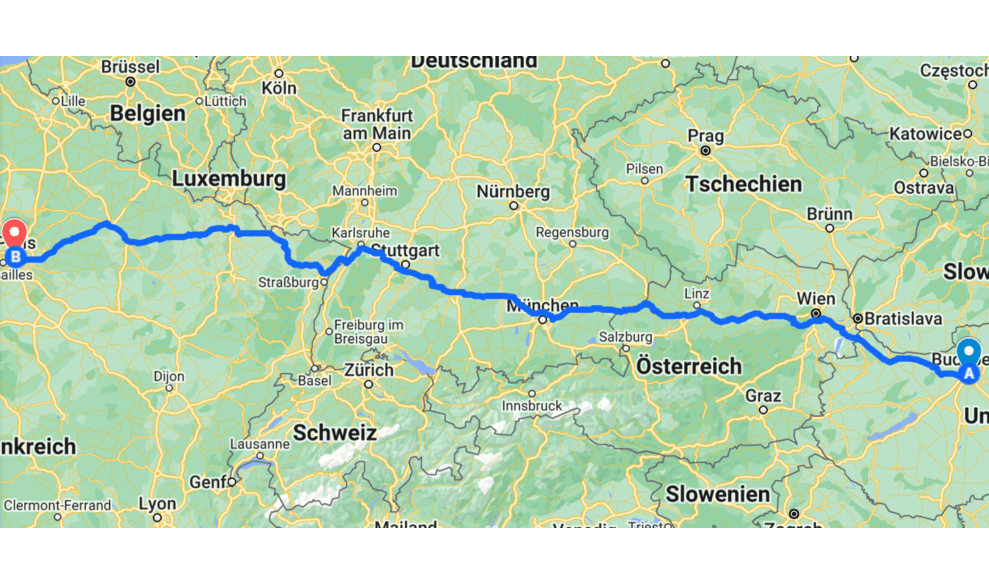 Deutschland
Brüssel
Köln
Częstoch
Lille
Lüttich
Belgien
Frankfurt
am Main
Prag
Katowice
Bielsko-Bi
Pilsen
Luxemburg
Mannheim
Nürnberg
Tschechien
Ostrava
Brünn
Karlsruhe
Regensburg
Stuttgart
B
ailles
Straßburg
Slow
Linz
Wien
München
Bratislava
Freiburg im
Breisgau
Salzburg
Bud
A
Österreich
Zürich
Basel
Dijon
Innsbruck
Graz
Un
nkreich
Schweiz
Lausanne
Genf
Slowenien
Clermont-Ferrand
Lyon
Mailand
Venedig
Triest
Zagreb